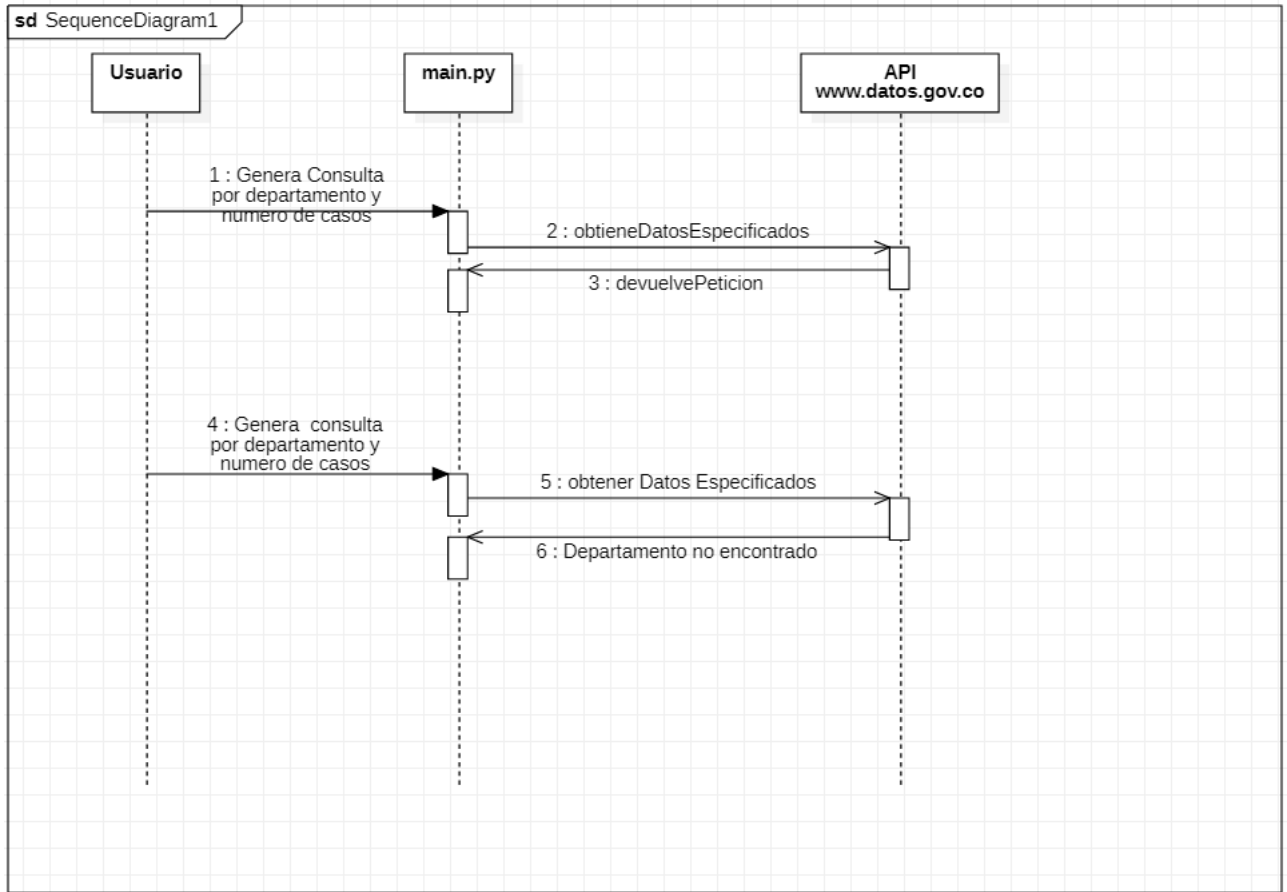 sd SequenceDiagram1
Usuario
main.py
API
www.datos.gov.co
1 : Genera Consulta
por departamento y
numero de casos
2 : obtieneDatosEspecificados
3 : devuelvePeticion
4 : Genera consulta
por departamento y
numero de casos
5 : obtener Datos Especificados
6 : Departamento no encontrado